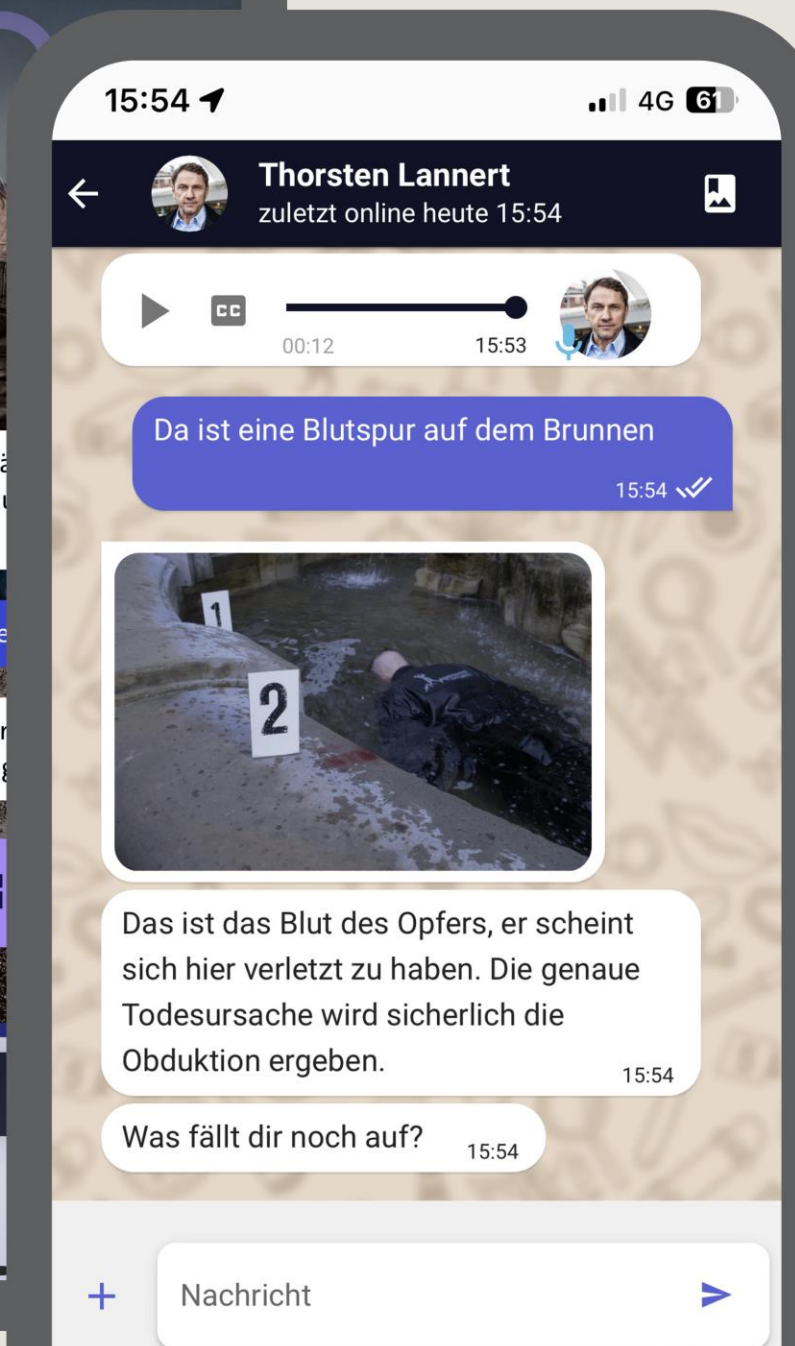 15:54
4G 61
Thorsten Lannert
zuletzt online heute 15:54
CC
00:12
15:53
Da ist eine Blutspur auf dem Brunnen
15:54
1
2
Das ist das Blut des Opfers, er scheint
sich hier verletzt zu haben. Die genaue
Todesursache wird sicherlich die
Obduktion ergeben.
15:54
Was fällt dir noch auf?
15:54
Nachricht